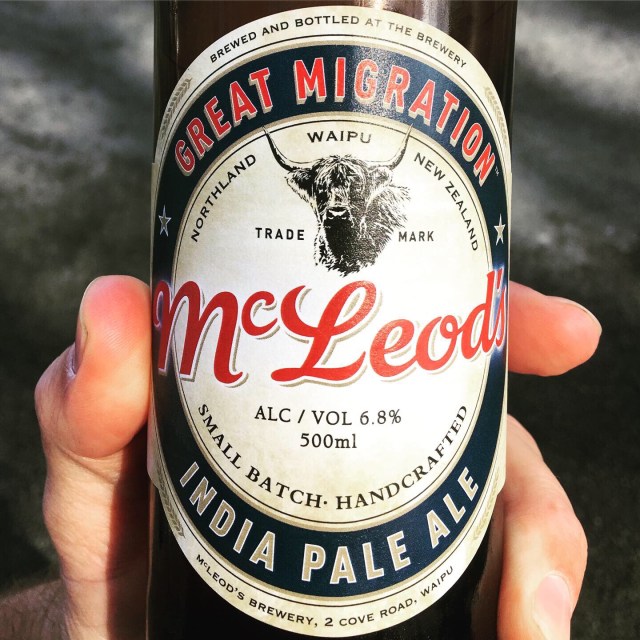 BREWED AND BOTTLED AT THE BREWERY
GREAT MIGRATION™
NORTHLAND WAIPU NEW ZEALAND
TRADE MARK
McLeod's
ALC / VOL 6.8%
500ml
SMALL BATCH· HANDCRAFTED
INDIA PALE ALE
McLEOD'S BREWERY, 2 COVE ROAD, WAIPU